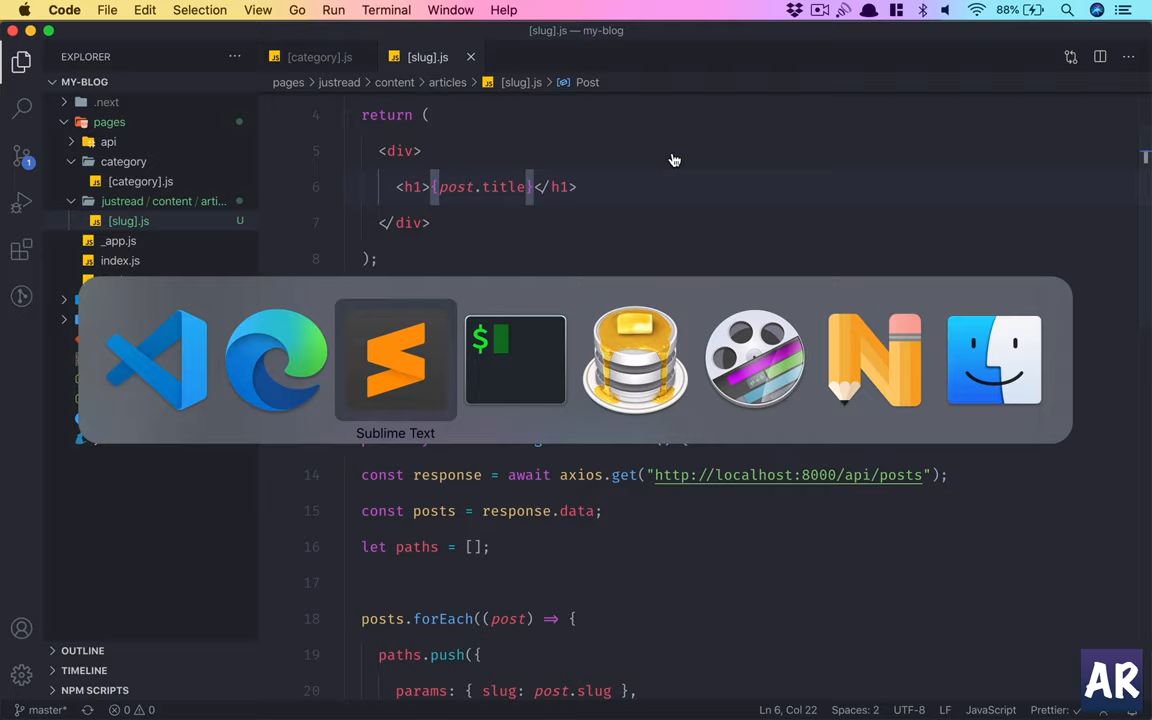 Code File Edit Selection View Go Run Terminal Window Help 88%
[slug].js — my-blog
EXPLORER
[category].js
[slug].js
MY-BLOG
pages justread content articles [slug].js Post
.next
pages
api
category
[category].js
justread / content / arti...
[slug].js U
_app.js
index.js
4 return (
5 <div>
6 <h1>{post.title}</h1>
7 </div>
8 );
$
Sublime Text
14 const response = await axios.get("http://localhost:8000/api/posts");
15 const posts = response.data;
16 let paths = [];
17
18 posts.forEach((post) => {
19 paths.push({
20 params: { slug: post.slug },
1
OUTLINE
TIMELINE
NPM SCRIPTS
master* 0 0 Ln 6, Col 22 Spaces: 2 UTF-8 LF JavaScript Prettier: ✓
AR